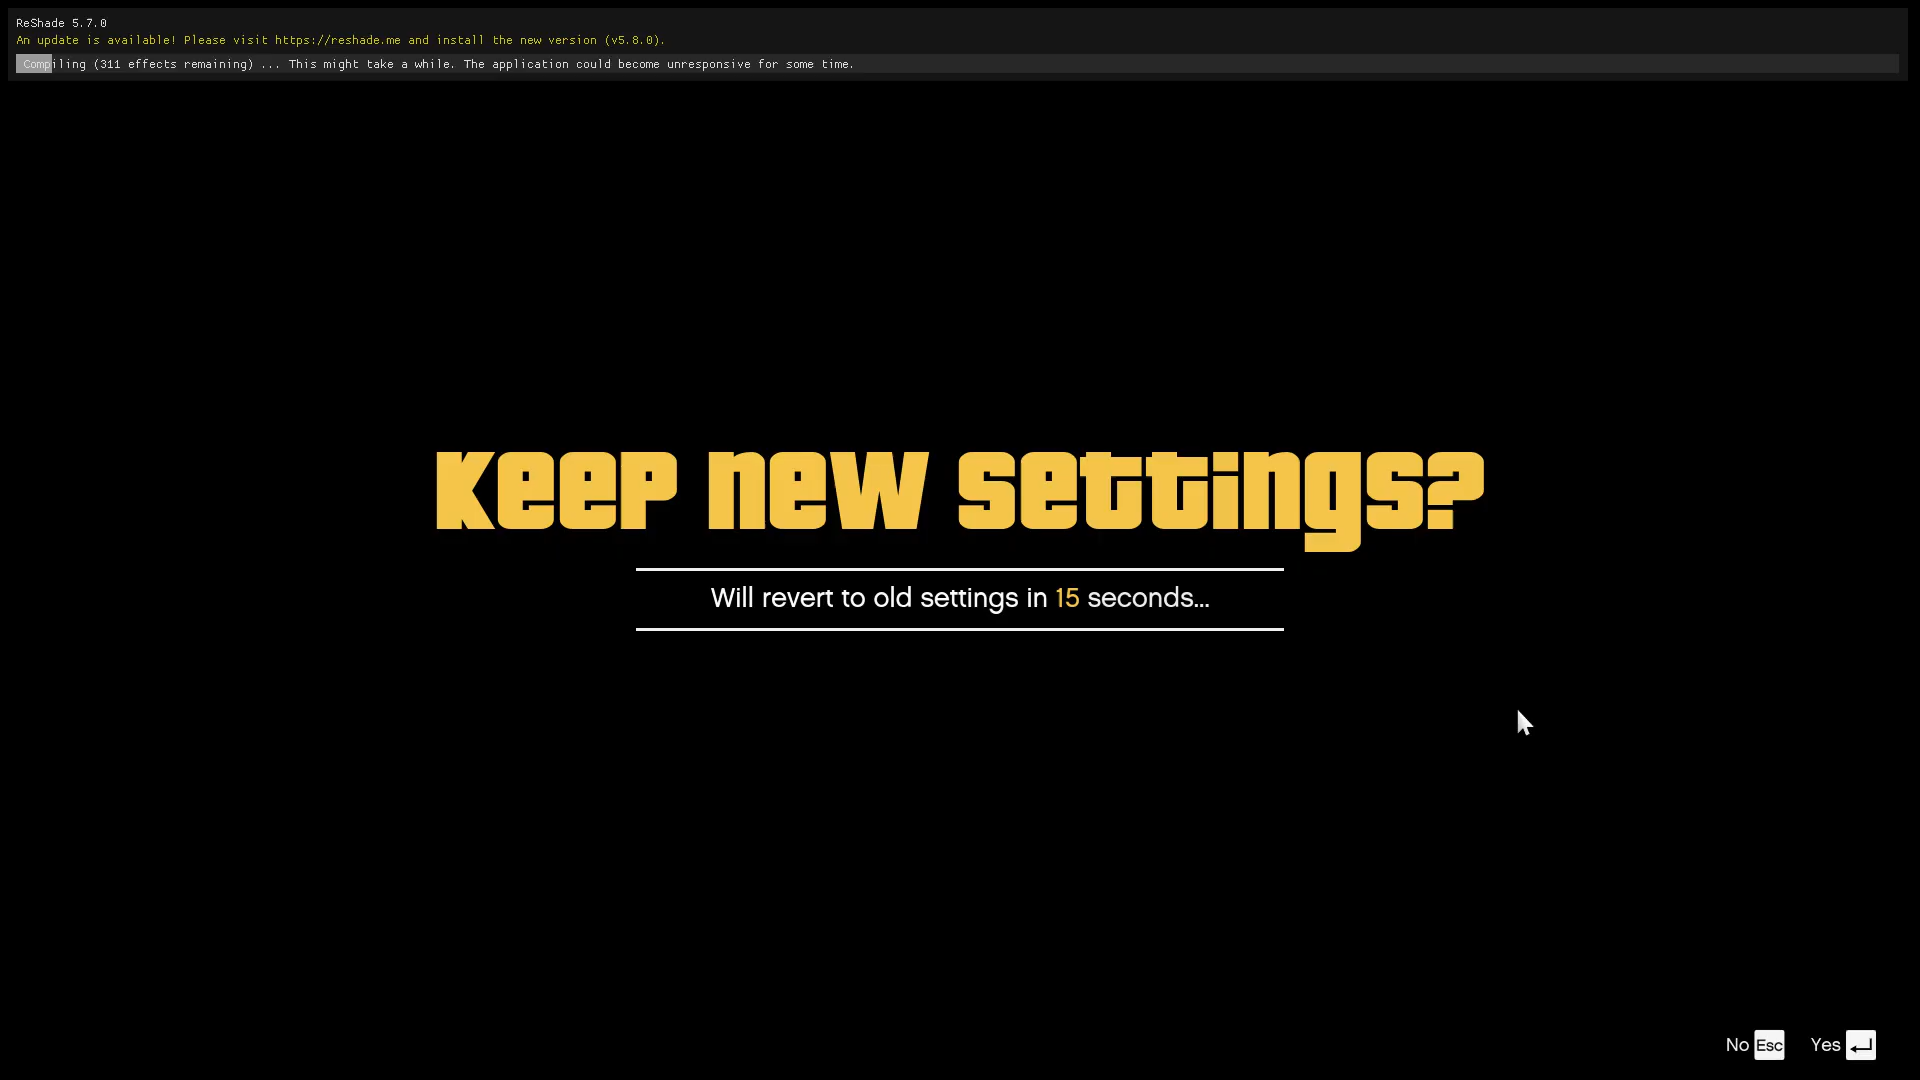 ReShade 5.7.0
An update is available! Please visit https://reshade.me and install the new version (v5.8.0).
Compiling (311 effects remaining) ... This might take a while. The application could become unresponsive for some time.
Keep new settings?
Will revert to old settings in 15 seconds...
No Esc Yes